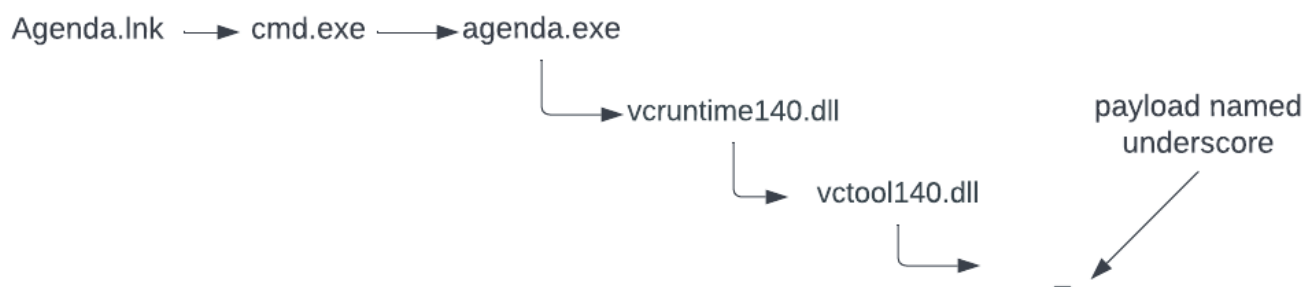 Agenda.lnk cmd.exe agenda.exe
vcruntime140.dll
payload named
underscore
vctool140.dll
_